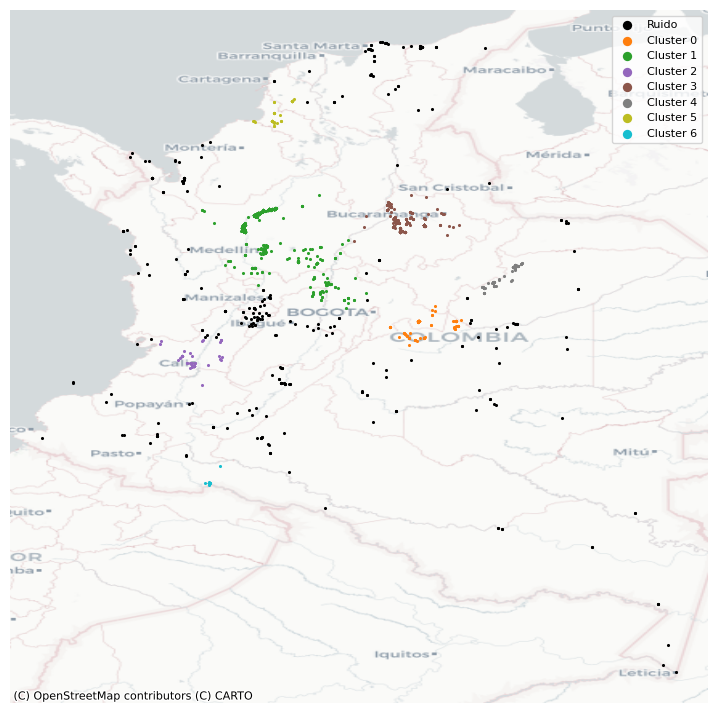 Ruido
Cluster 0
Cluster 1
Cluster 2
Cluster 3
Cluster 4
Cluster 5
Cluster 6
Santa Marta
Barranquilla
Cartagena
Maracaibo
Montería
Mérida
San Cristobal
Bucaramanga
Medellín
Manizales
BOGOTA
Ibagué
COLOMBIA
Cali
Popayán
Pasto
Mitú
Iquitos
Leticia
(C) OpenStreetMap contributors (C) CARTO